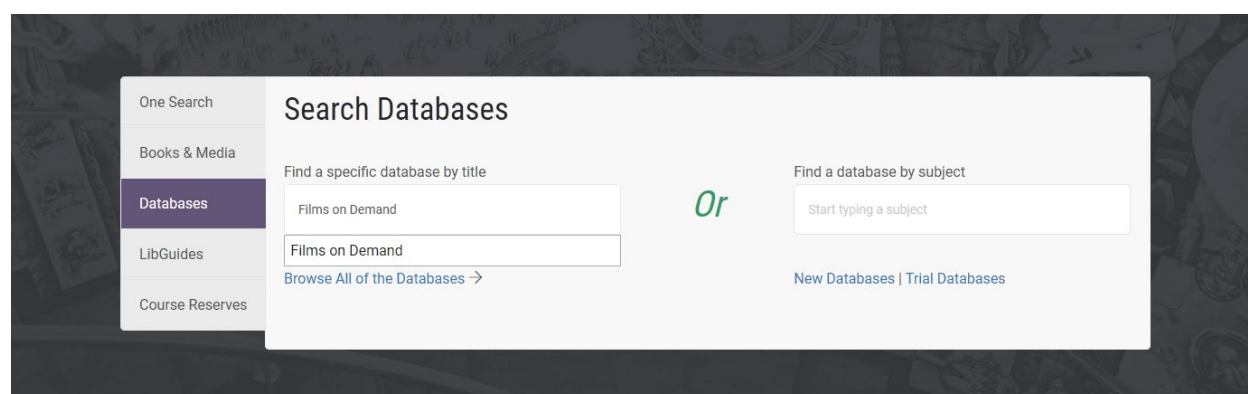 One Search
Books & Media
Databases
LibGuides
Course Reserves
Search Databases
Find a specific database by title
Films on Demand
Films on Demand
Browse All of the Databases →
Or
Find a database by subject
Start typing a subject
New Databases | Trial Databases